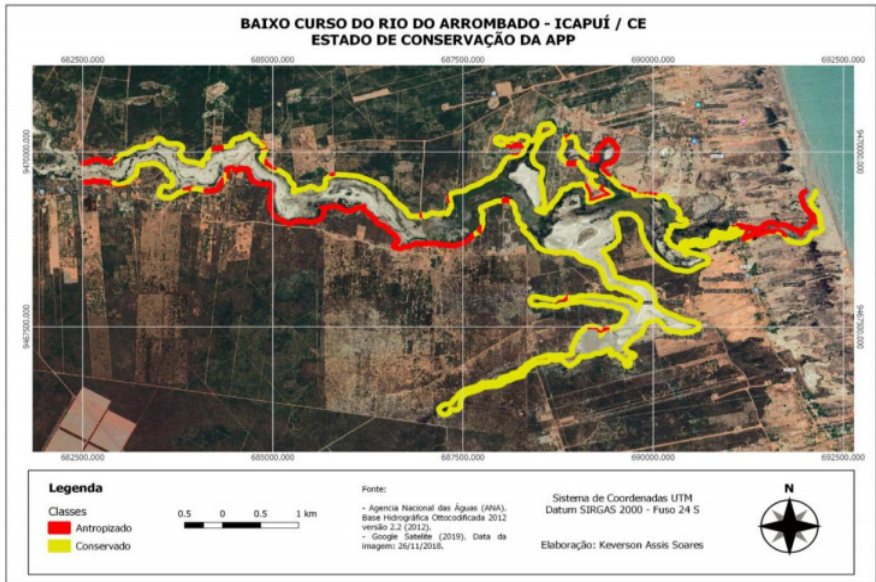 BAIXO CURSO DO RIO DO ARROMBADO - ICAPUÍ / CE
ESTADO DE CONSERVAÇÃO DA APP
682500.000 685000.000 687500.000 690000.000 692500.000
9470000.000 9470000.000
9467500.000 9467500.000
682500.000 685000.000 687500.000 690000.000 692500.000
Legenda
Classes
Antropizado
Conservado
0.5 0 0.5 1 km
Fonte:
- Agencia Nacional das Águas (ANA).
Base Hidrográfica Ottocodificada 2012
versão 2.2 (2012).
- Google Satelite (2019). Data da
imagem: 26/11/2018.
Sistema de Coordenadas UTM
Datum SIRGAS 2000 - Fuso 24 S
Elaboração: Keverson Assis Soares
N